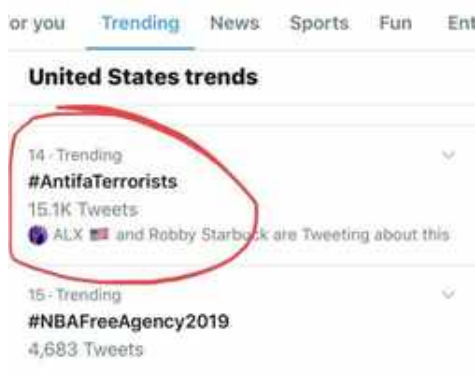 or you Trending News Sports Fun Ent
United States trends
14 · Trending
#AntifaTerrorists
15.1K Tweets
ALX 🇺🇸 and Robby Starbuck are Tweeting about this
15 · Trending
#NBAFreeAgency2019
4,683 Tweets